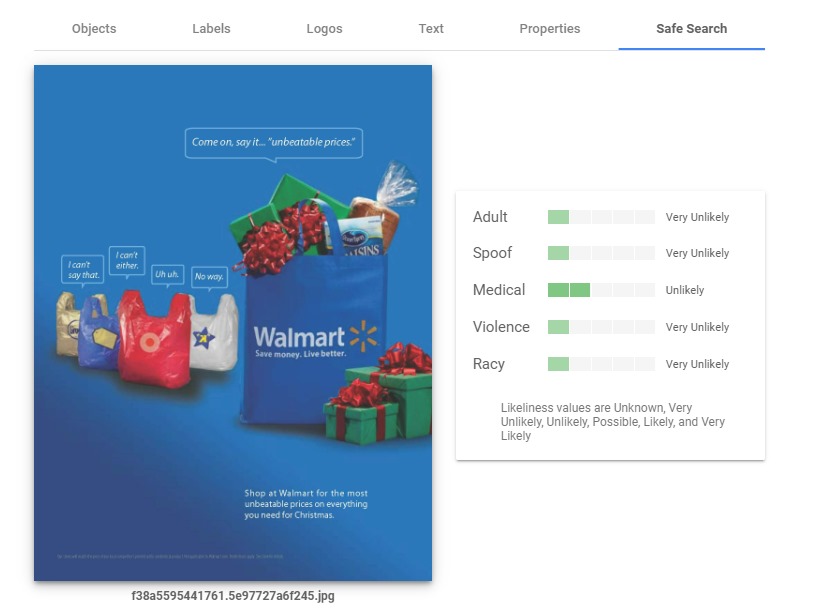 Objects
Labels
Logos
Text
Properties
Safe Search
Come on, say it... "unbeatable prices."
I can't
say that.
I can't
either.
Uh uh.
No way.
Walmart
Save money. Live better.
Shop at Walmart for the most
unbeatable prices on everything
you need for Christmas.
f38a5595441761.5e97727a6f245.jpg
Adult
Very Unlikely
Spoof
Very Unlikely
Medical
Unlikely
Violence
Very Unlikely
Racy
Very Unlikely
Likeliness values are Unknown, Very
Unlikely, Unlikely, Possible, Likely, and Very
Likely